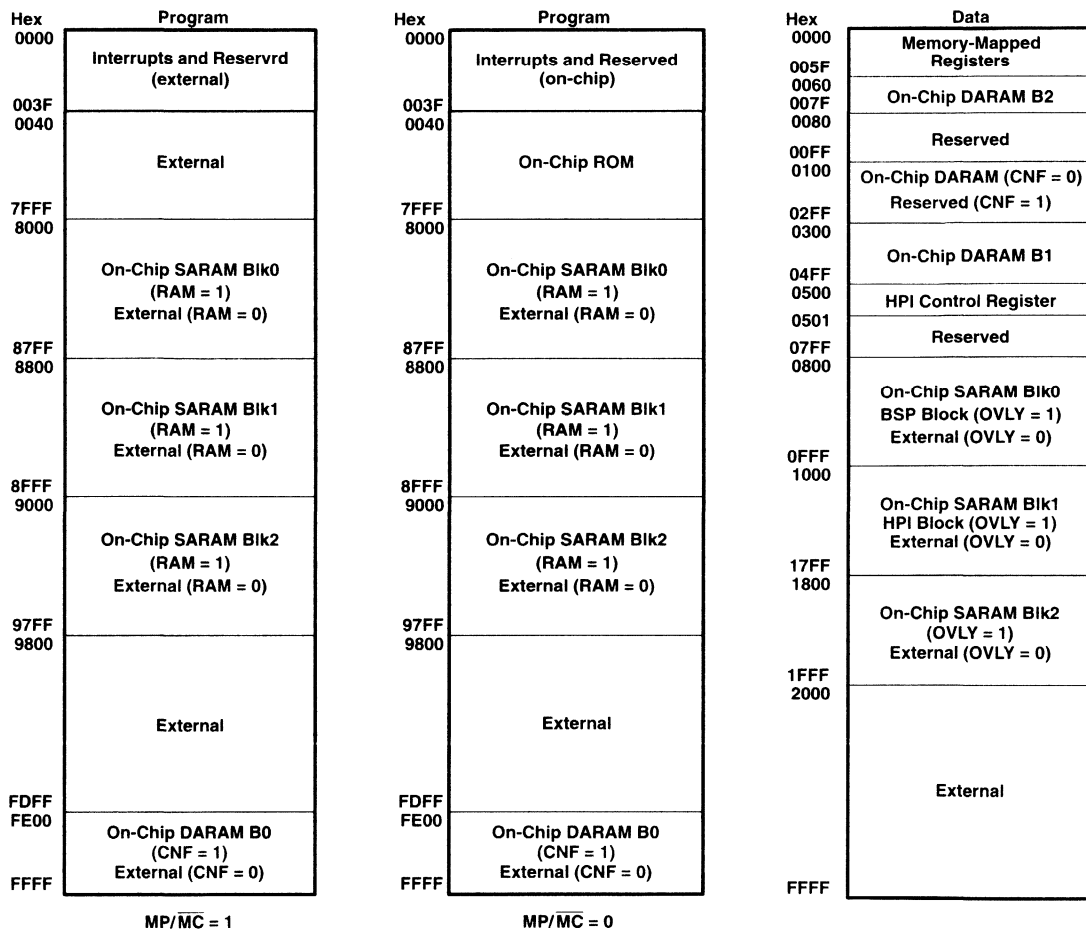 Hex Program
0000
Interrupts and Reservrd
(external)
003F
0040
External
7FFF
8000
On-Chip SARAM Blk0
(RAM = 1)
External (RAM = 0)
87FF
8800
On-Chip SARAM Blk1
(RAM = 1)
External (RAM = 0)
8FFF
9000
On-Chip SARAM Blk2
(RAM = 1)
External (RAM = 0)
97FF
9800
External
FDFF
FE00
On-Chip DARAM B0
(CNF = 1)
External (CNF = 0)
FFFF
MP/M̅C̅ = 1
Hex Program
0000
Interrupts and Reserved
(on-chip)
003F
0040
On-Chip ROM
7FFF
8000
On-Chip SARAM Blk0
(RAM = 1)
External (RAM = 0)
87FF
8800
On-Chip SARAM Blk1
(RAM = 1)
External (RAM = 0)
8FFF
9000
On-Chip SARAM Blk2
(RAM = 1)
External (RAM = 0)
97FF
9800
External
FDFF
FE00
On-Chip DARAM B0
(CNF = 1)
External (CNF = 0)
FFFF
MP/M̅C̅ = 0
Hex Data
0000
Memory-Mapped
Registers
005F
0060
On-Chip DARAM B2
007F
0080
Reserved
00FF
0100
On-Chip DARAM (CNF = 0)
Reserved (CNF = 1)
02FF
0300
On-Chip DARAM B1
04FF
0500
HPI Control Register
0501
Reserved
07FF
0800
On-Chip SARAM Blk0
BSP Block (OVLY = 1)
External (OVLY = 0)
0FFF
1000
On-Chip SARAM Blk1
HPI Block (OVLY = 1)
External (OVLY = 0)
17FF
1800
On-Chip SARAM Blk2
(OVLY = 1)
External (OVLY = 0)
1FFF
2000
External
FFFF